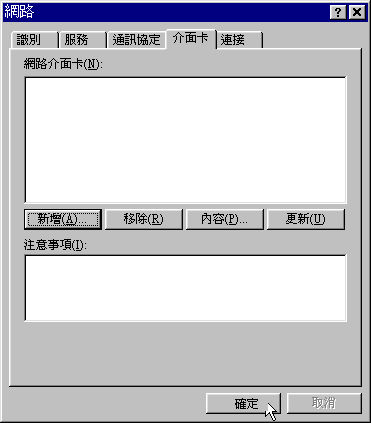 網路
識別 服務 通訊協定 介面卡 連接
網路介面卡(N):
新增(A)... 移除(R) 內容(P)... 更新(U)
注意事項(I):
確定 取消